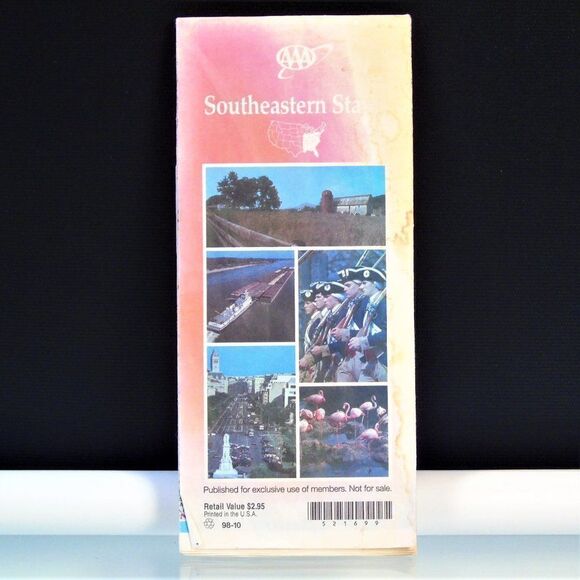 AAA
Southeastern Sta
Published for exclusive use of members. Not for sale.
Retail Value $2.95
Printed in the U.S.A.
98-10
521699